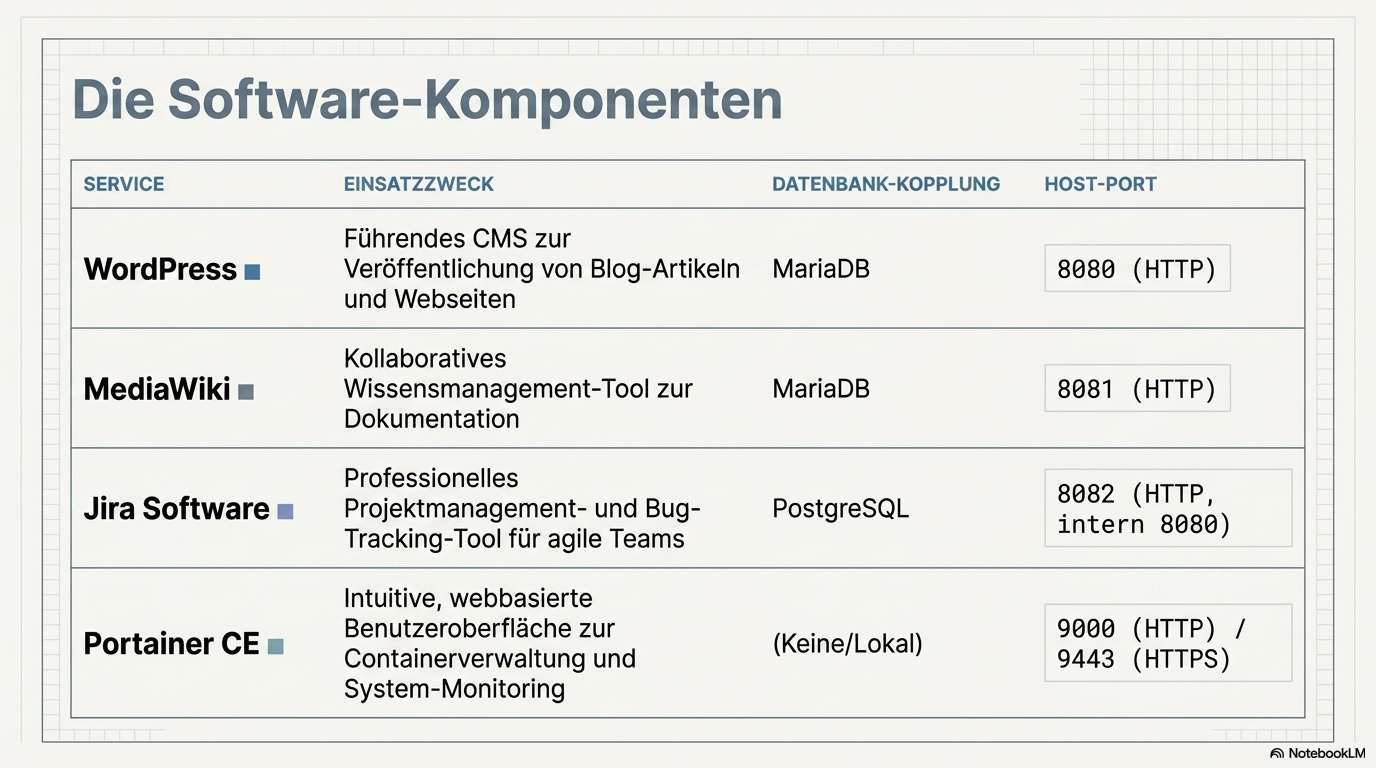 Die Software-Komponenten
SERVICE EINSATZZWECK DATENBANK-KOPPLUNG HOST-PORT
WordPress
Führendes CMS zur
Veröffentlichung von Blog-Artikeln
und Webseiten
MariaDB
8080 (HTTP)
MediaWiki
Kollaboratives
Wissensmanagement-Tool zur
Dokumentation
MariaDB
8081 (HTTP)
Jira Software
Professionelles
Projektmanagement- und Bug-
Tracking-Tool für agile Teams
PostgreSQL
8082 (HTTP,
intern 8080)
Portainer CE
Intuitive, webbasierte
Benutzeroberfläche zur
Containerverwaltung und
System-Monitoring
(Keine/Lokal)
9000 (HTTP) /
9443 (HTTPS)
NotebookLM